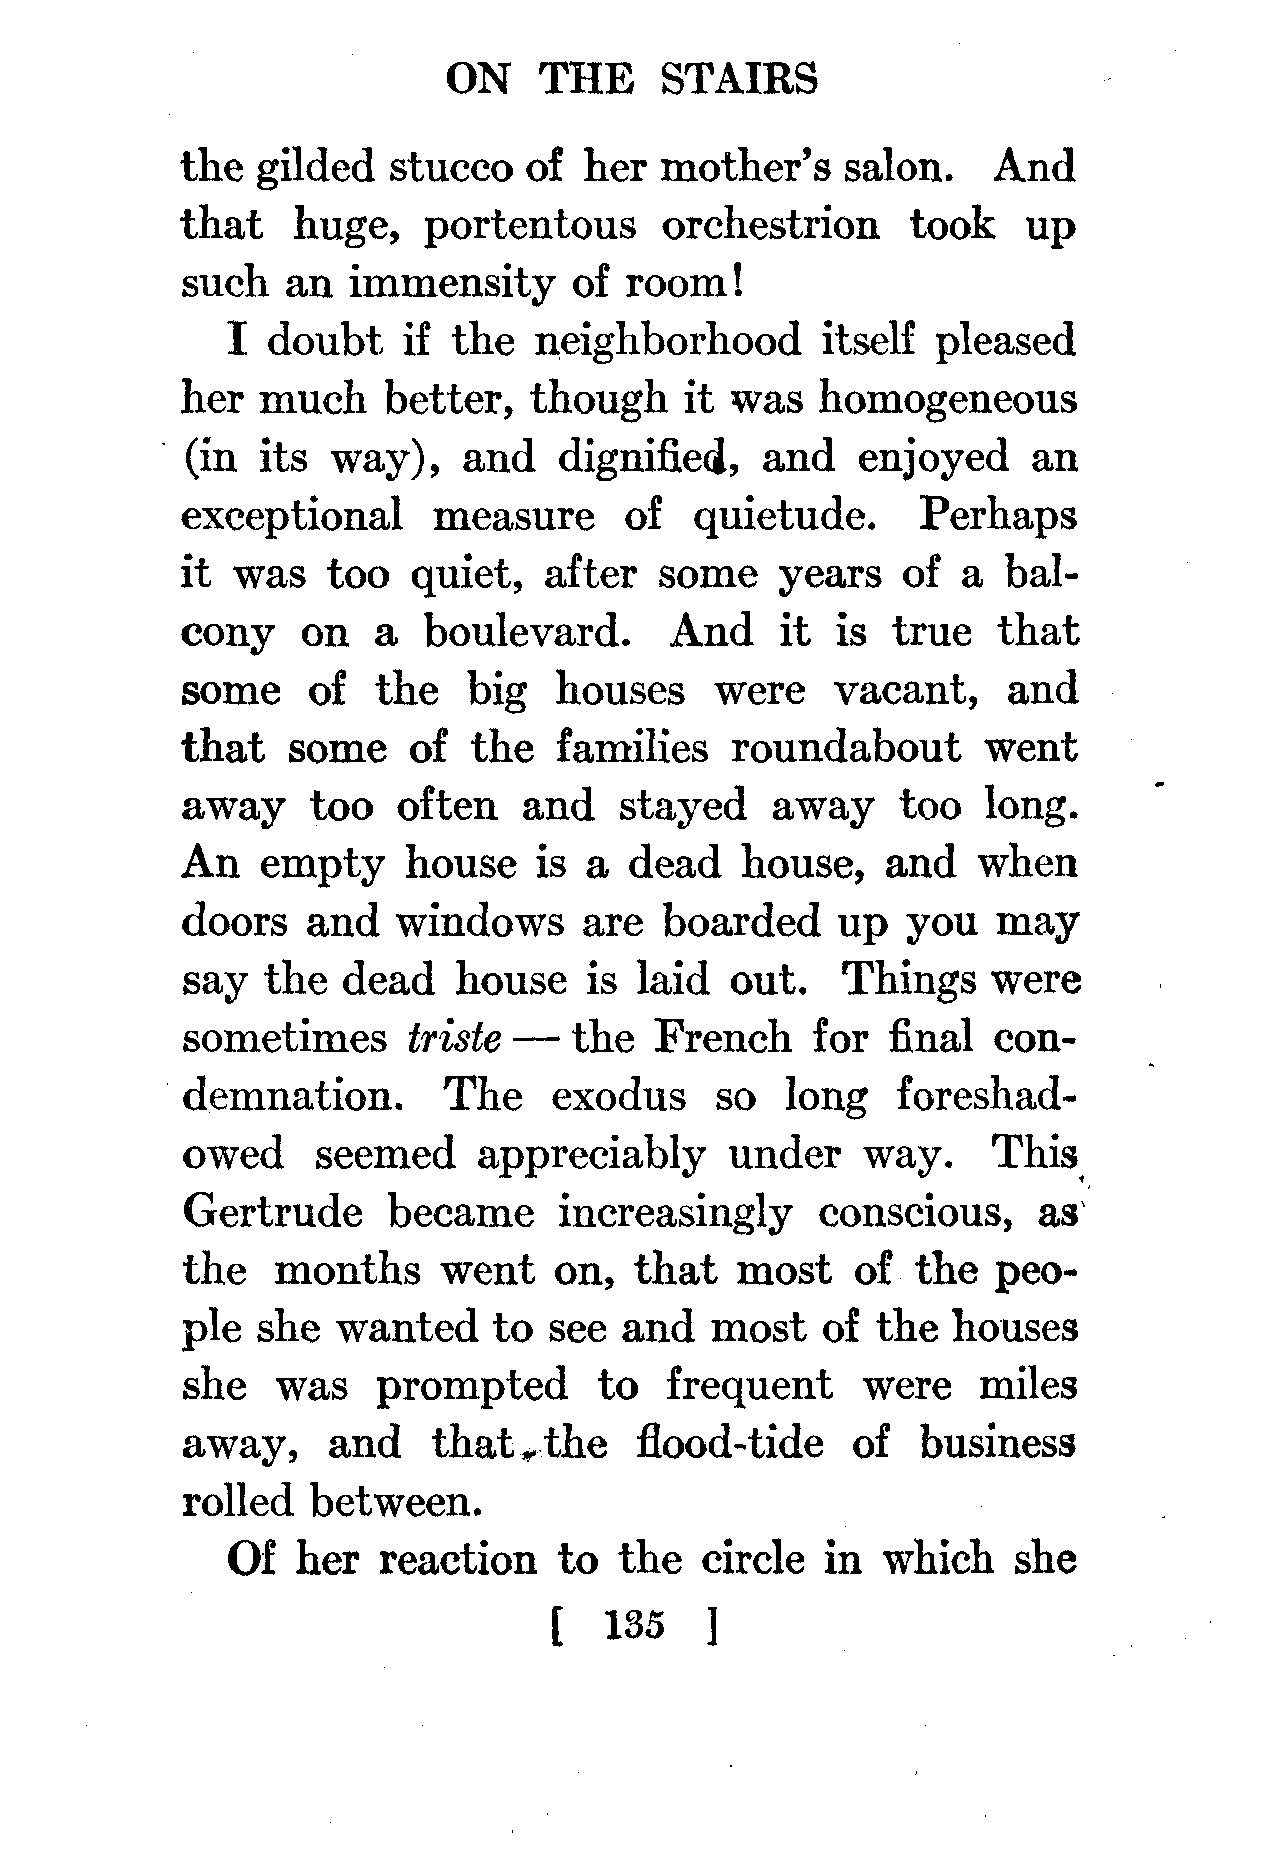 ON THE STAIRS
the gilded stucco of her mother's salon. And
that huge, portentous orchestrion took up
such an immensity of room!
I doubt if the neighborhood itself pleased
her much better, though it was homogeneous
(in its way), and dignified, and enjoyed an
exceptional measure of quietude. Perhaps
it was too quiet, after some years of a bal-
cony on a boulevard. And it is true that
some of the big houses were vacant, and
that some of the families roundabout went
away too often and stayed away too long.
An empty house is a dead house, and when
doors and windows are boarded up you may
say the dead house is laid out. Things were
sometimes triste — the French for final con-
demnation. The exodus so long foreshad-
owed seemed appreciably under way. This
Gertrude became increasingly conscious, as
the months went on, that most of the peo-
ple she wanted to see and most of the houses
she was prompted to frequent were miles
away, and that the flood-tide of business
rolled between.
Of her reaction to the circle in which she
[ 135 ]